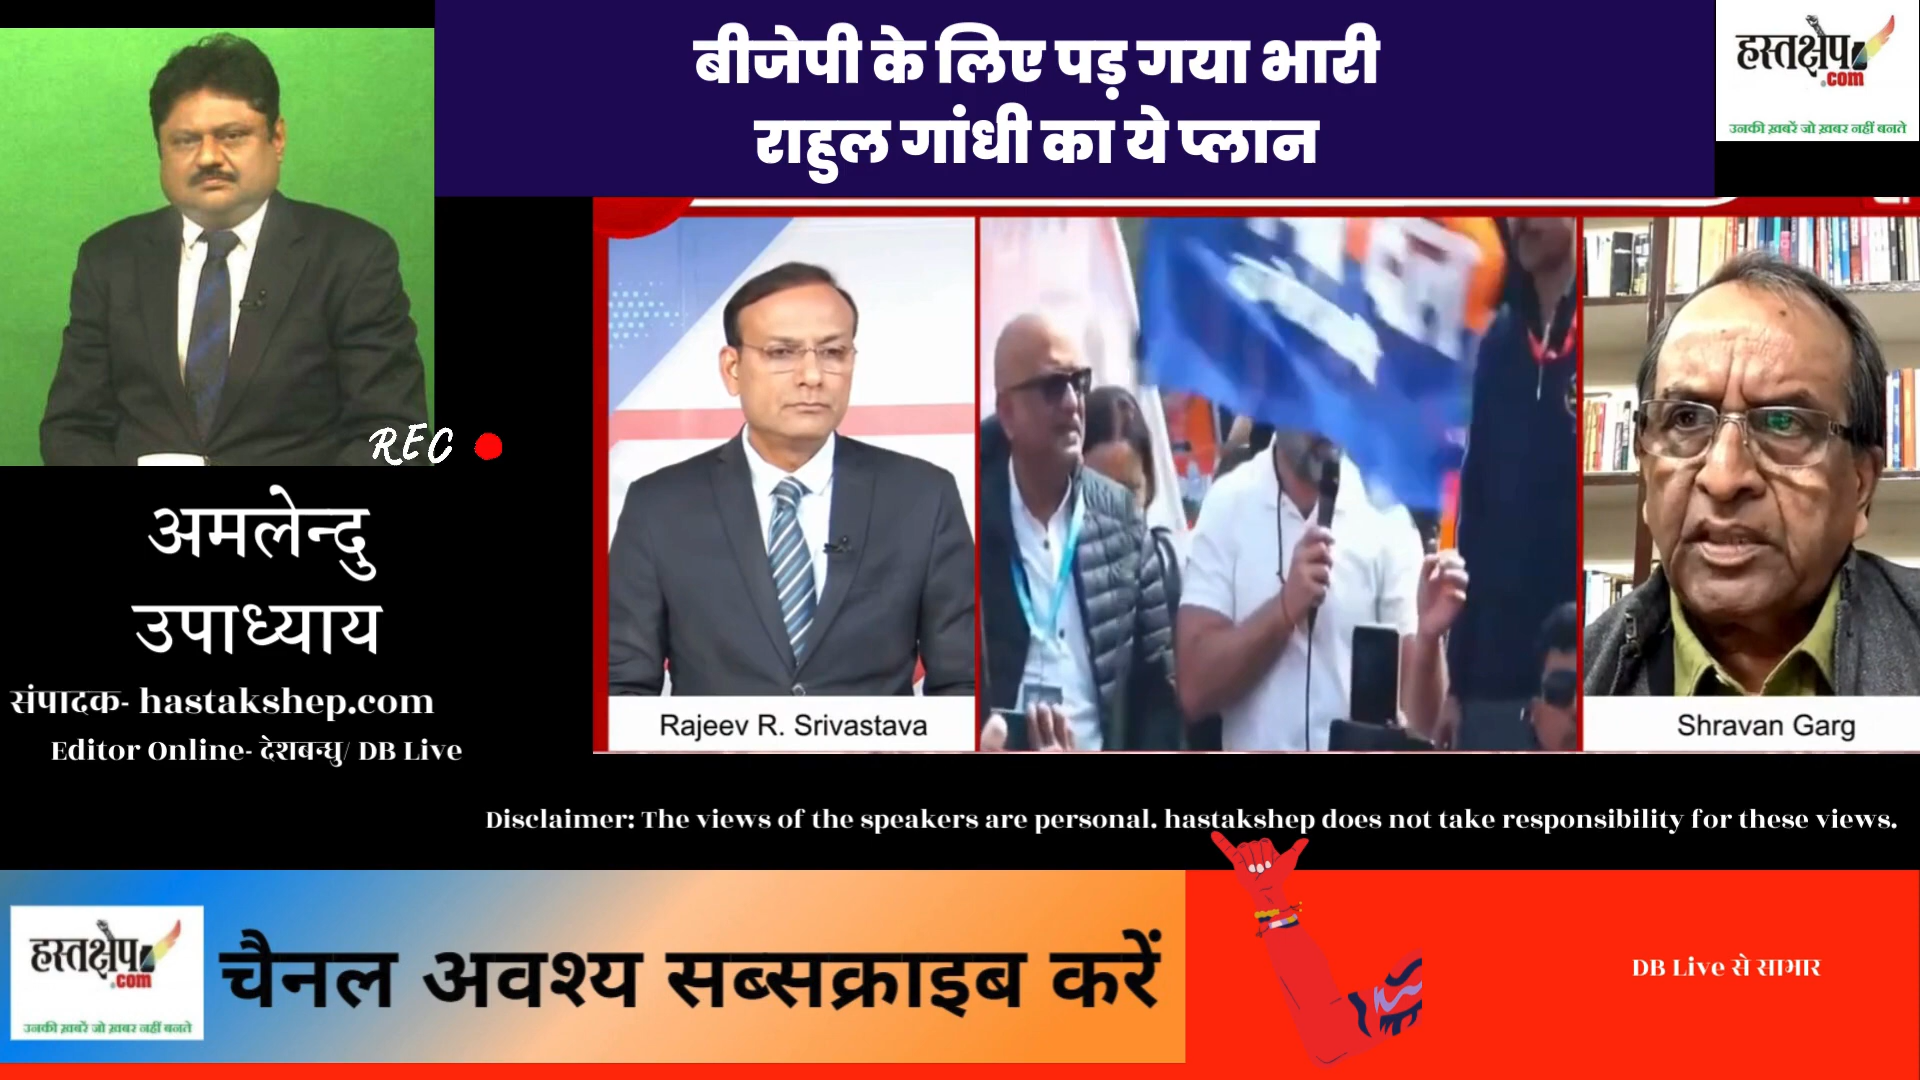 बीजेपी के लिए पड़ गया भारी
राहुल गांधी का ये प्लान
हस्तक्षेप
.com
उनकी ख़बरें जो ख़बर नहीं बनते
REC
अमलेन्दु
उपाध्याय
संपादक- hastakshep.com
Editor Online- देशबन्धु/ DB Live
Rajeev R. Srivastava
Shravan Garg
Disclaimer: The views of the speakers are personal. hastakshep does not take responsibility for these views.
हस्तक्षेप
.com
उनकी ख़बरें जो ख़बर नहीं बनते
चैनल अवश्य सब्सक्राइब करें
DB Live से साभार